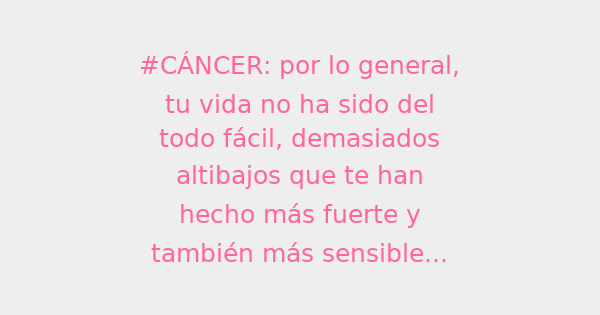 #CÁNCER: por lo general,
tu vida no ha sido del
todo fácil, demasiados
altibajos que te han
hecho más fuerte y
también más sensible...